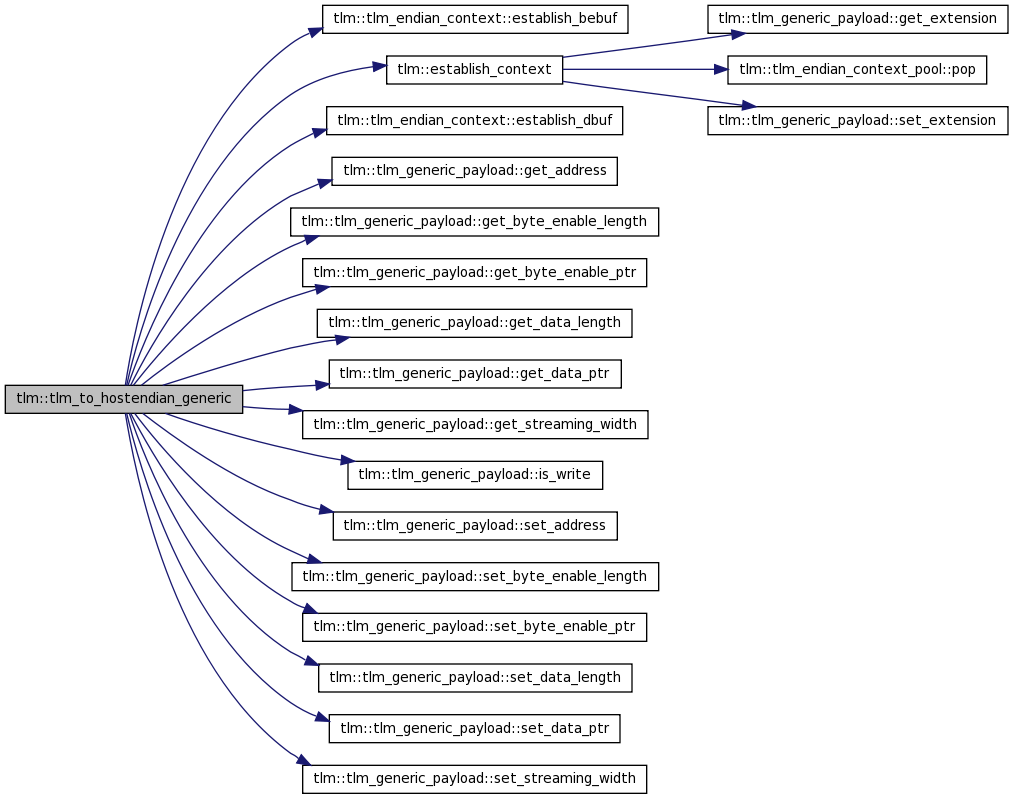 tlm::tlm_to_hostendian_generic
tlm::tlm_endian_context::establish_bebuf
tlm::establish_context
tlm::tlm_generic_payload::get_extension
tlm::tlm_endian_context_pool::pop
tlm::tlm_generic_payload::set_extension
tlm::tlm_endian_context::establish_dbuf
tlm::tlm_generic_payload::get_address
tlm::tlm_generic_payload::get_byte_enable_length
tlm::tlm_generic_payload::get_byte_enable_ptr
tlm::tlm_generic_payload::get_data_length
tlm::tlm_generic_payload::get_data_ptr
tlm::tlm_generic_payload::get_streaming_width
tlm::tlm_generic_payload::is_write
tlm::tlm_generic_payload::set_address
tlm::tlm_generic_payload::set_byte_enable_length
tlm::tlm_generic_payload::set_byte_enable_ptr
tlm::tlm_generic_payload::set_data_length
tlm::tlm_generic_payload::set_data_ptr
tlm::tlm_generic_payload::set_streaming_width